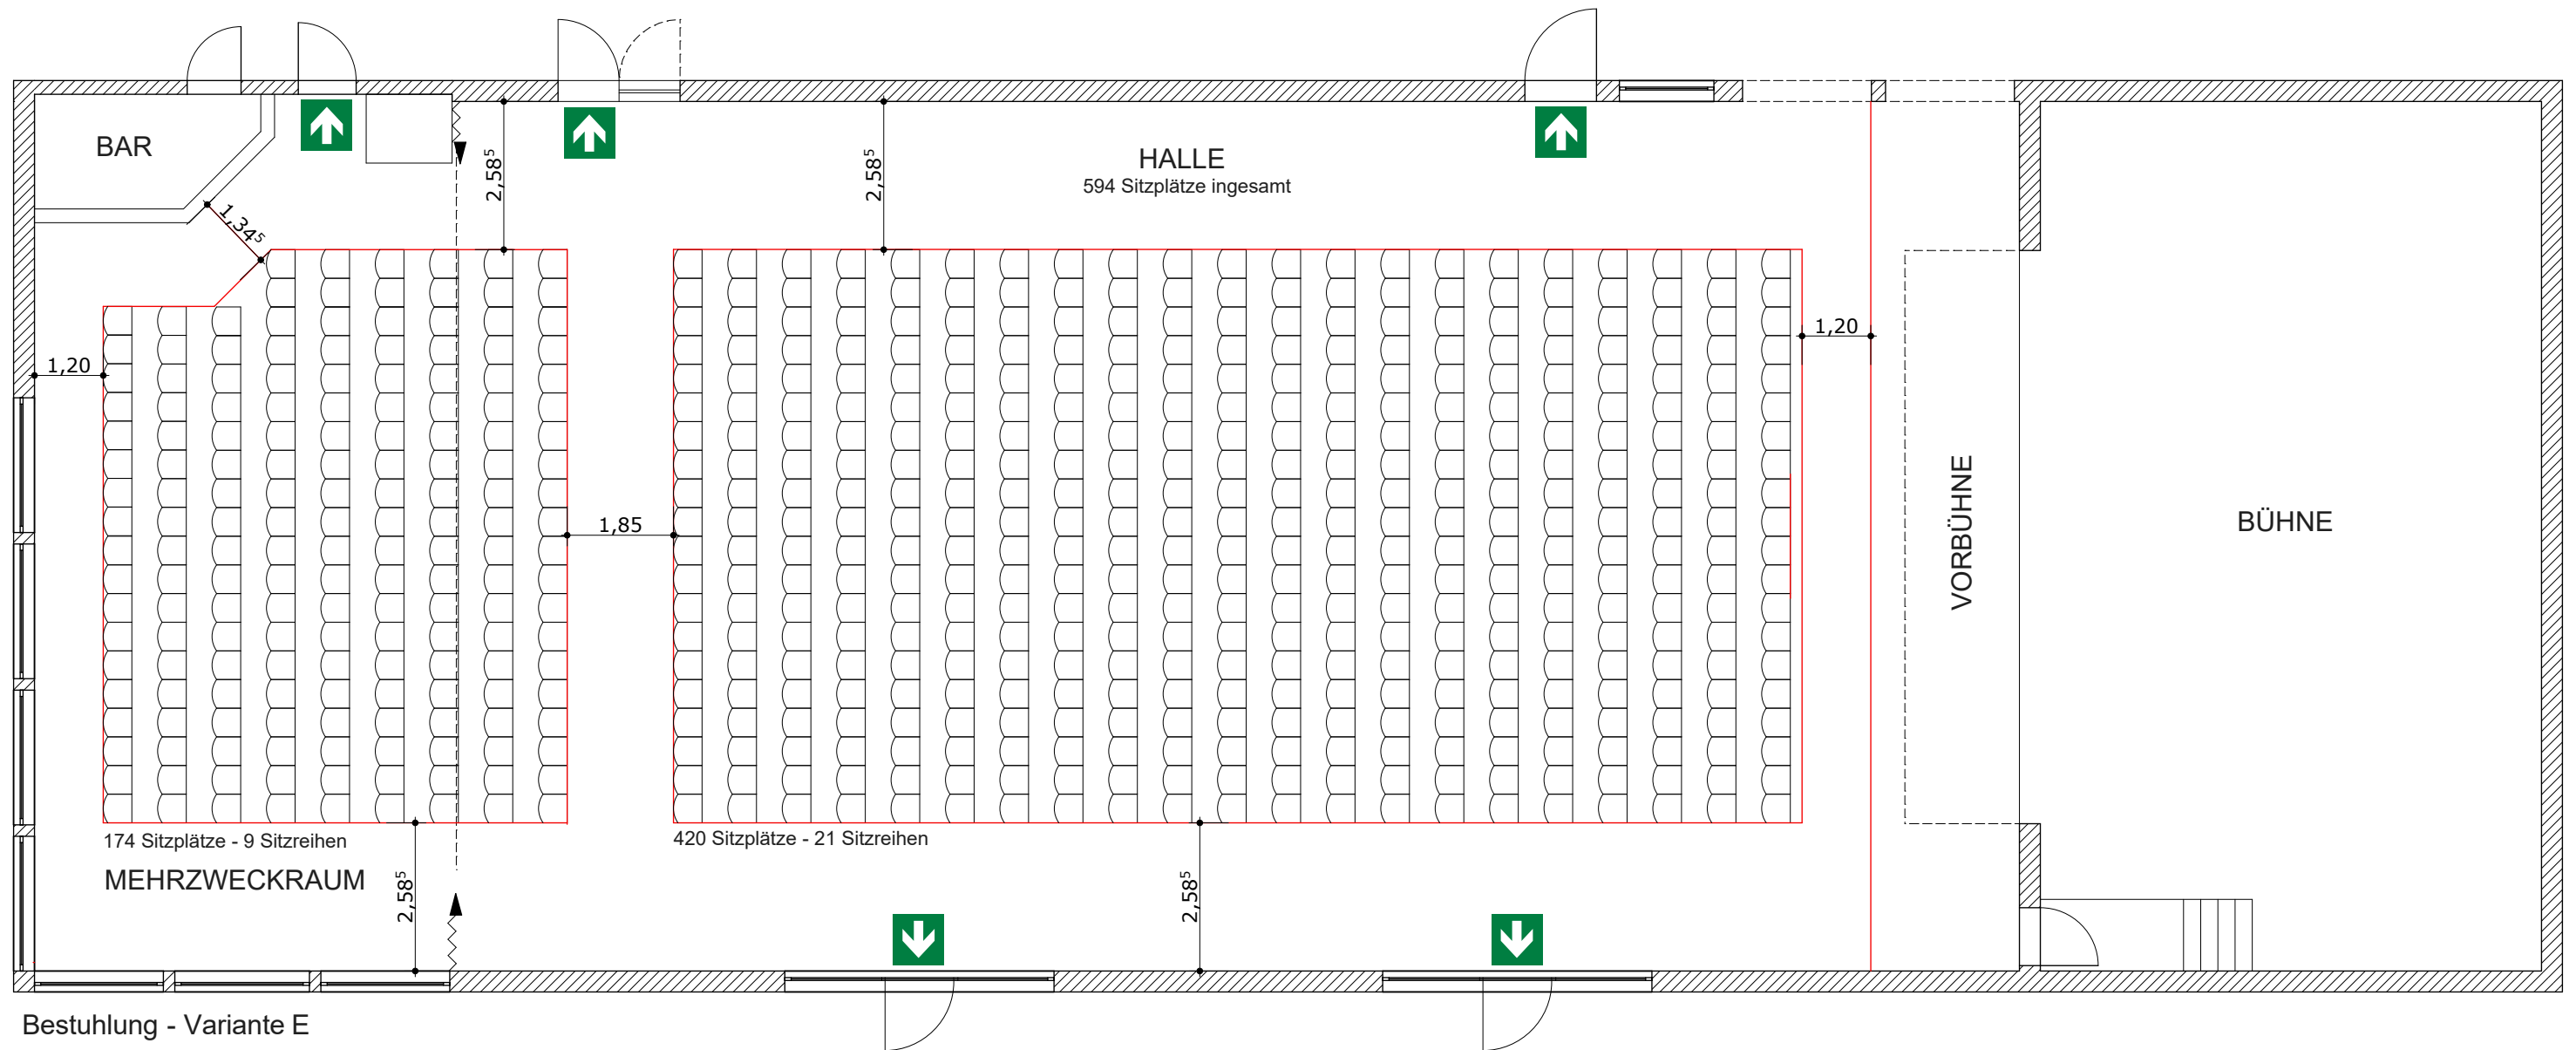 BAR
HALLE
594 Sitzplätze ingesamt
2,58⁵
2,58⁵
1,34⁵
1,20
1,20
1,85
VORBÜHNE
BÜHNE
174 Sitzplätze - 9 Sitzreihen
420 Sitzplätze - 21 Sitzreihen
MEHRZWECKRAUM
2,58⁵
2,58⁵
Bestuhlung - Variante E